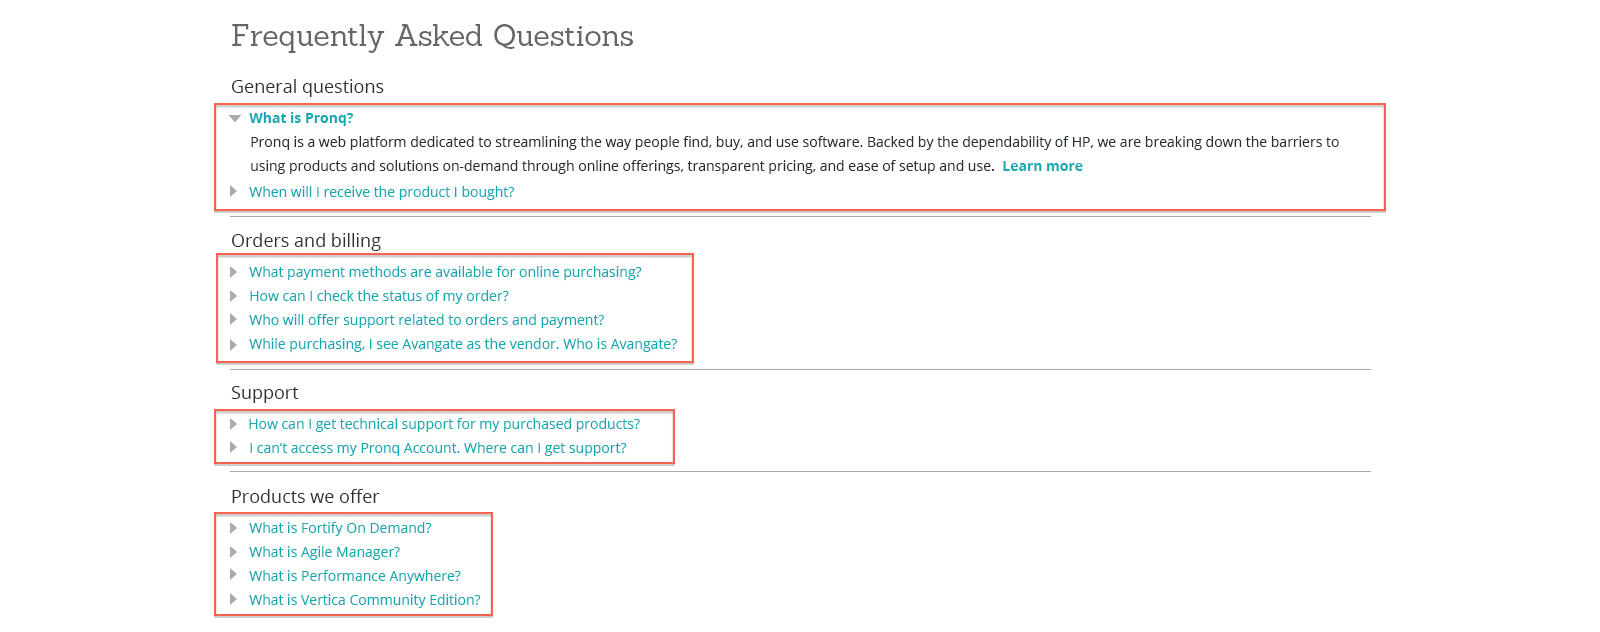 Frequently Asked Questions
General questions
What is Pronq?
Pronq is a web platform dedicated to streamlining the way people find, buy, and use software. Backed by the dependability of HP, we are breaking down the barriers to
using products and solutions on-demand through online offerings, transparent pricing, and ease of setup and use. Learn more
When will I receive the product I bought?
Orders and billing
What payment methods are available for online purchasing?
How can I check the status of my order?
Who will offer support related to orders and payment?
While purchasing, I see Avangate as the vendor. Who is Avangate?
Support
How can I get technical support for my purchased products?
I can’t access my Pronq Account. Where can I get support?
Products we offer
What is Fortify On Demand?
What is Agile Manager?
What is Performance Anywhere?
What is Vertica Community Edition?